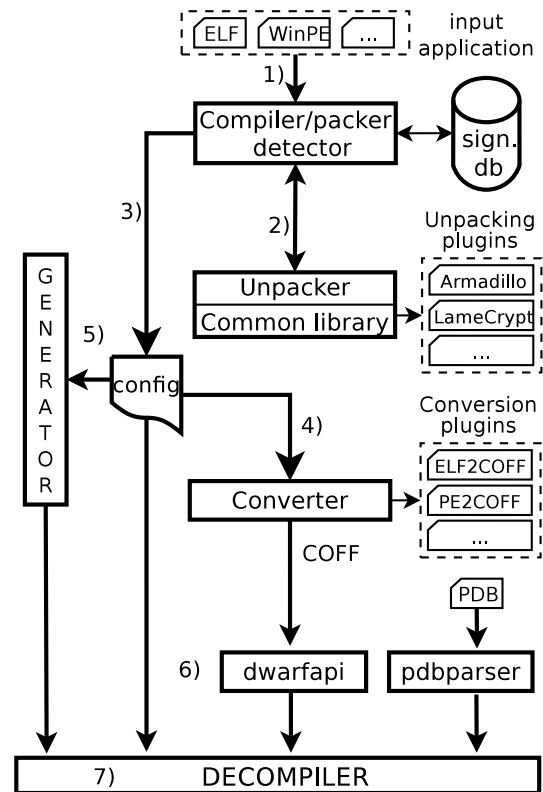 ELF WinPE ...
input
application
1)
Compiler/packer
detector
sign.
db
3)
2)
Unpacking
plugins
Unpacker
Common library
Armadillo
LameCrypt
...
GENERATOR
5)
config
4)
Conversion
plugins
Converter
ELF2COFF
PE2COFF
...
COFF
PDB
6)
dwarfapi
pdbparser
7) DECOMPILER